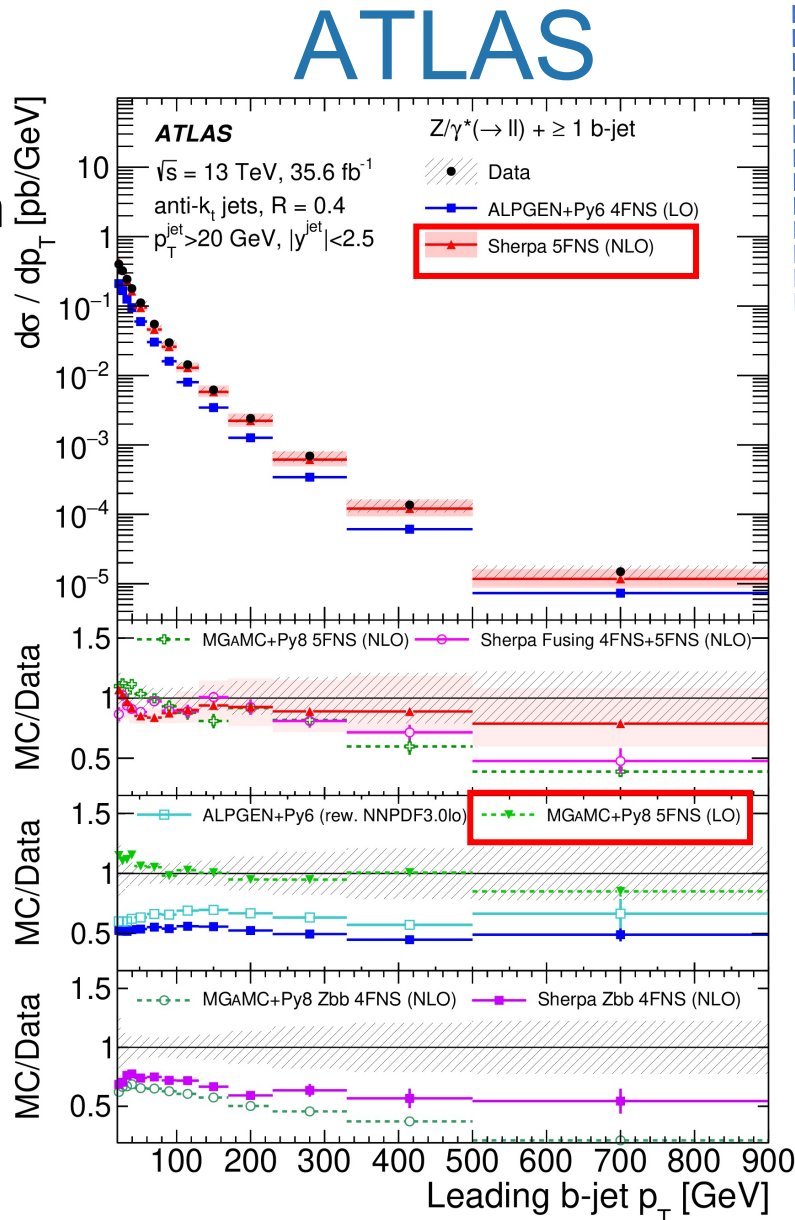 ATLAS
ATLAS
√s = 13 TeV, 35.6 fb⁻¹
anti-kₜ jets, R = 0.4
p_T^jet>20 GeV, |y^jet|<2.5
Z/γ*(→ ll) + ≥ 1 b-jet
Data
ALPGEN+Py6 4FNS (LO)
Sherpa 5FNS (NLO)
dσ / dp_T [pb/GeV]
10
1
10⁻¹
10⁻²
10⁻³
10⁻⁴
10⁻⁵
MGAMC+Py8 5FNS (NLO) Sherpa Fusing 4FNS+5FNS (NLO)
MC/Data
1.5
1
0.5
ALPGEN+Py6 (rew. NNPDF3.0lo) MGAMC+Py8 5FNS (LO)
MC/Data
1.5
1
0.5
MGAMC+Py8 Zbb 4FNS (NLO) Sherpa Zbb 4FNS (NLO)
MC/Data
1.5
1
0.5
100 200 300 400 500 600 700 800 900
Leading b-jet p_T [GeV]